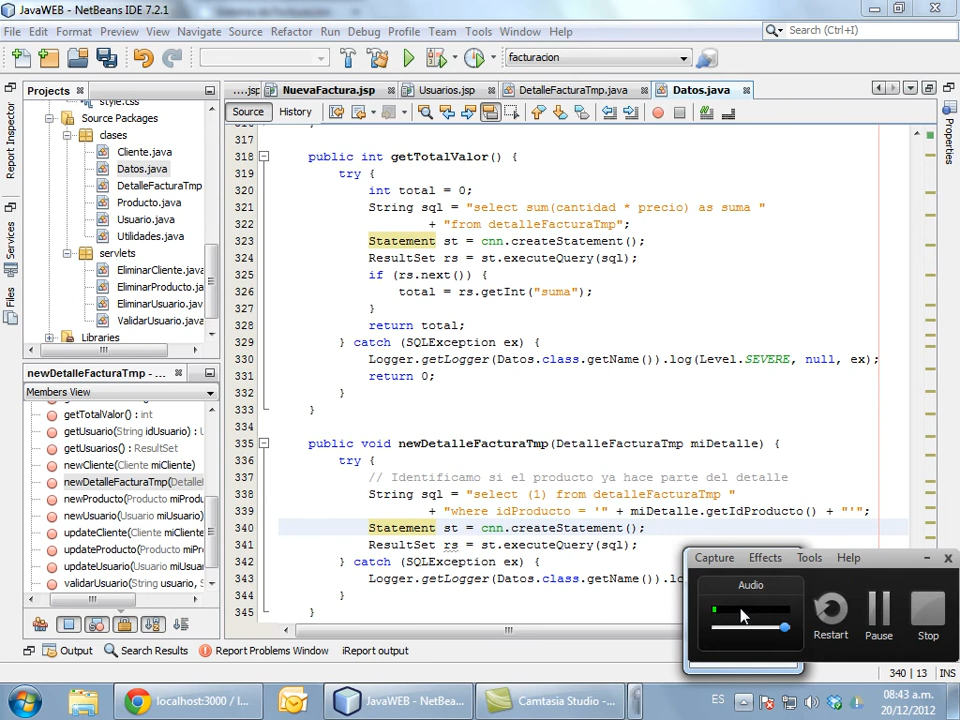 JavaWEB - NetBeans IDE 7.2.1
File Edit Format Preview View Navigate Source Refactor Run Debug Profile Team Tools Window Help
Search (Ctrl+I)
facturacion
Projects
....jsp NuevaFactura.jsp Usuarios.jsp DetalleFacturaTmp.java Datos.java
Source History
style.css
Source Packages
clases
Cliente.java
Datos.java
DetalleFacturaTmp
Producto.java
Usuario.java
Utilidades.java
servlets
EliminarCliente.java
EliminarProducto.ja
EliminarUsuario.jav
ValidarUsuario.java
Libraries
Report Inspector
Services
Files
Properties
newDetalleFacturaTmp - ...
Members View
getTotalValor() : int
getUsuario(String idUsuario) : U
getUsuarios() : ResultSet
newCliente(Cliente miCliente)
newDetalleFacturaTmp(Detalle
newProducto(Producto miProdu
newUsuario(Usuario miUsuario)
updateCliente(Cliente miCliente
updateProducto(Producto miPr
updateUsuario(Usuario miUsuar
validarUsuario(String usuario,
317
318 public int getTotalValor() {
319 try {
320 int total = 0;
321 String sql = "select sum(cantidad * precio) as suma "
322 + "from detalleFacturaTmp";
323 Statement st = cnn.createStatement();
324 ResultSet rs = st.executeQuery(sql);
325 if (rs.next()) {
326 total = rs.getInt("suma");
327 }
328 return total;
329 } catch (SQLException ex) {
330 Logger.getLogger(Datos.class.getName()).log(Level.SEVERE, null, ex);
331 return 0;
332 }
333 }
334
335 public void newDetalleFacturaTmp(DetalleFacturaTmp miDetalle) {
336 try {
337 // Identificamo si el producto ya hace parte del detalle
338 String sql = "select (1) from detalleFacturaTmp "
339 + "where idProducto = '" + miDetalle.getIdProducto() + "'";
340 Statement st = cnn.createStatement();
341 ResultSet rs = st.executeQuery(sql);
342 } catch (SQLException ex) {
343 Logger.getLogger(Datos.class.getName()).lo
344 }
345 }
Capture Effects Tools Help
Audio
Restart Pause Stop
Output Search Results Report Problems Window iReport output
340 | 13 INS
localhost:3000 / l... JavaWEB - NetBea... Camtasia Studio -...
ES
08:43 a.m.
20/12/2012